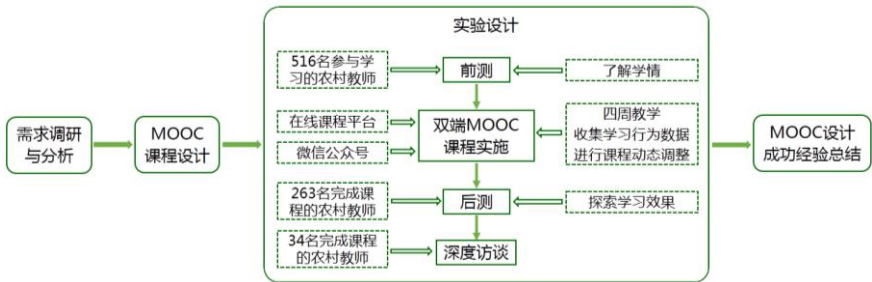 需求调研
与分析
MOOC
课程设计
实验设计
516名参与学
习的农村教师
前测
了解学情
在线课程平台
微信公众号
双端MOOC
课程实施
四周教学
收集学习行为数据
进行课程动态调整
263名完成课
程的农村教师
后测
探索学习效果
34名完成课程
的农村教师
深度访谈
MOOC设计
成功经验总结